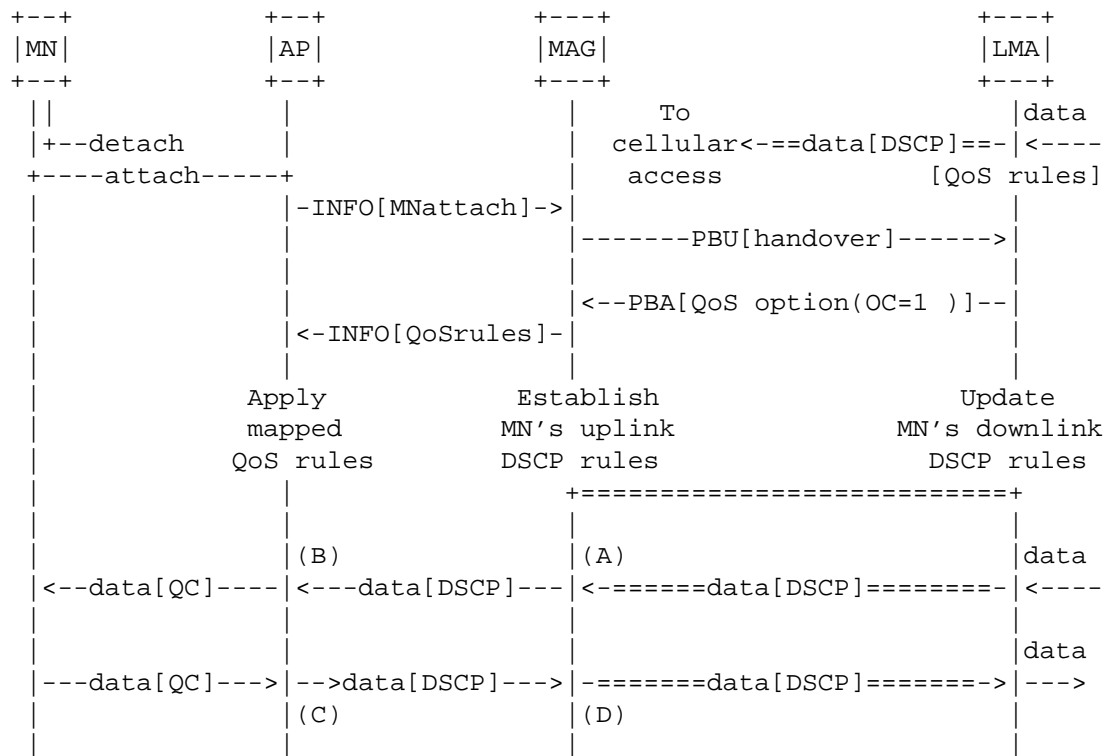 +--+            +--+            +---+                        +---+
|MN|            |AP|            |MAG|                        |LMA|
+--+            +--+            +---+                        +---+
 ||              |                 |     To                    |data
 |+--detach      |                 |  cellular<-==data[DSCP]==-|<----
 +----attach-----+                 |   access           [QoS rules]
 |               |-INFO[MNattach]->|                           |
 |               |                 |-------PBU[handover]------>|
 |               |                 |                           |
 |               |                 |<--PBA[QoS option(OC=1 )]--|
 |               |<-INFO[QoSrules]-|                           |
 |               |                 |                           |
 |             Apply           Establish                    Update
 |             mapped         MN's uplink               MN's downlink
 |            QoS rules       DSCP rules                  DSCP rules
 |               |                 +===========================+
 |               |                 |                           |
 |               |(B)              |(A)                        |data
 |<--data[QC]----|<---data[DSCP]---|<-======data[DSCP]========-|<----
 |               |                 |                           |
 |               |                 |                           |data
 |---data[QC]--->|-->data[DSCP]--->|-=======data[DSCP]=======->|--->
 |               |(C)              |(D)                        |
 |               |                 |                           |